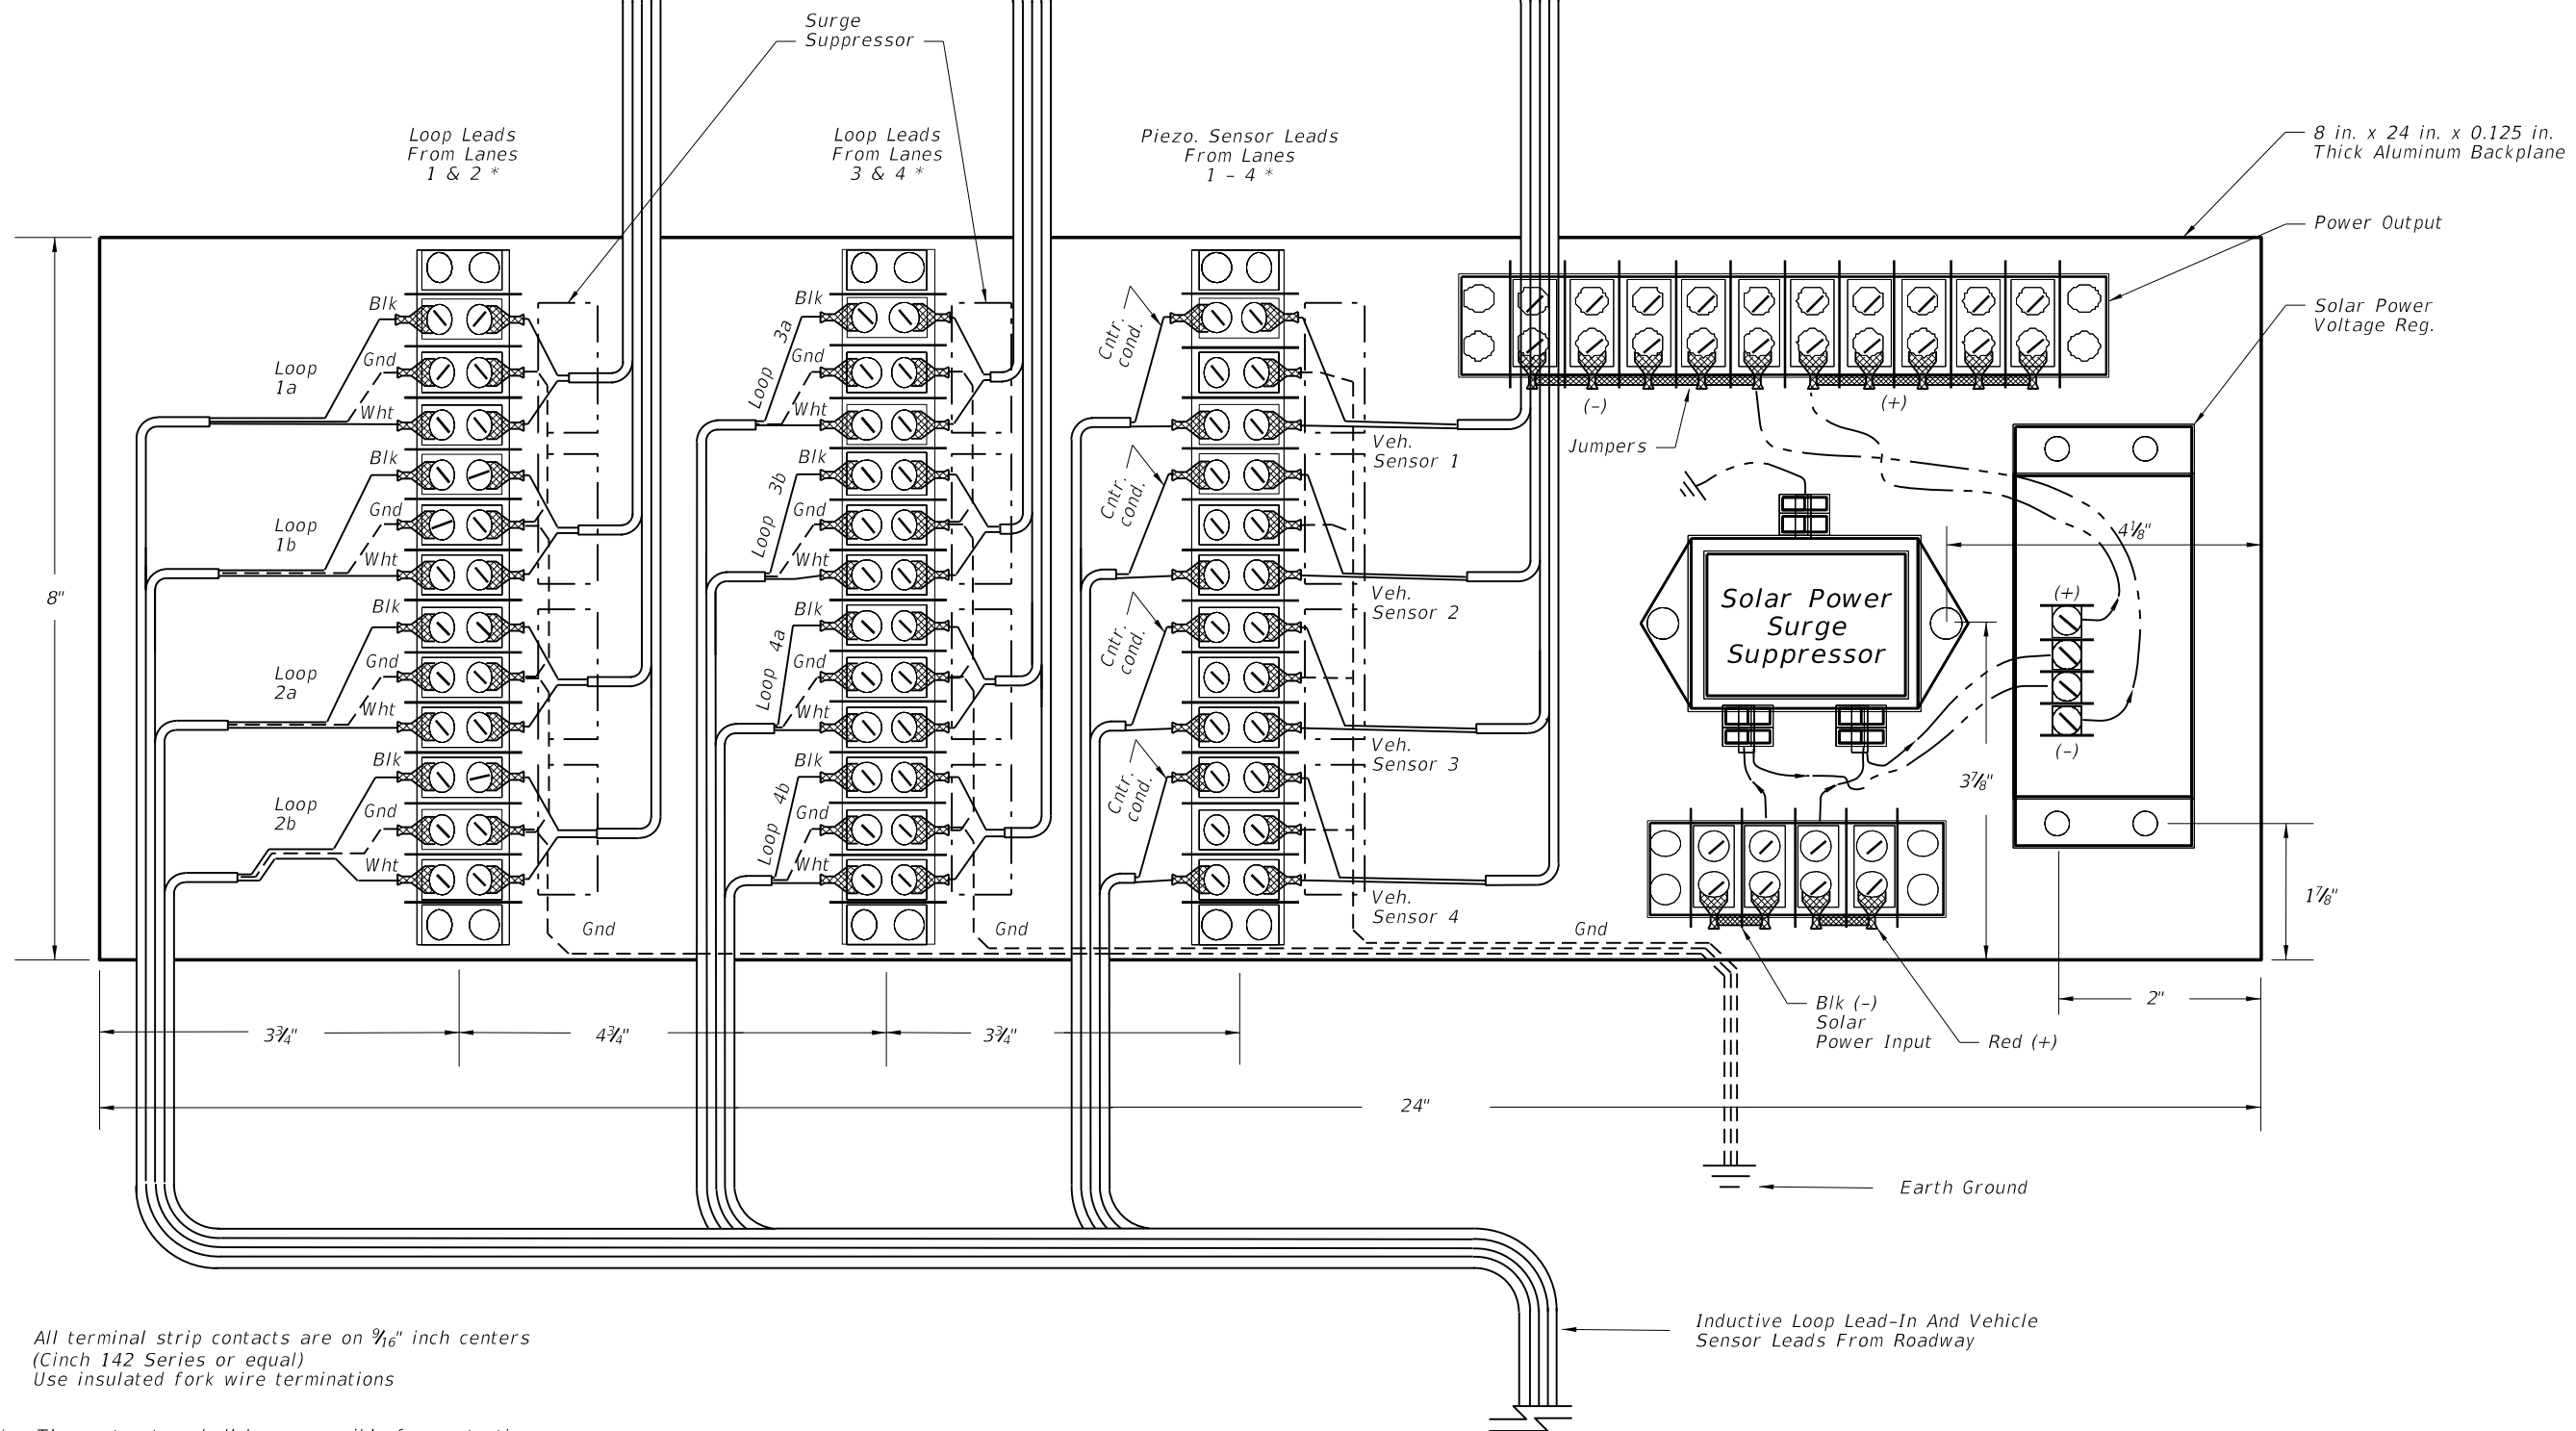 Surge
Suppressor
Loop Leads
From Lanes
1 & 2 *
Loop Leads
From Lanes
3 & 4 *
Piezo. Sensor Leads
From Lanes
1 - 4 *
8 in. x 24 in. x 0.125 in.
Thick Aluminum Backplane
Power Output
Solar Power
Voltage Reg.
Blk
Gnd
Wht
Loop
1a
Blk
Gnd
Wht
Loop
1b
Blk
Gnd
Wht
Loop
2a
Blk
Gnd
Wht
Loop
2b
Blk
Gnd
Wht
Loop 3a
Blk
Gnd
Wht
Loop 3b
Blk
Gnd
Wht
Loop 4a
Blk
Gnd
Wht
Loop 4b
Cntr.
cond.
Cntr.
cond.
Cntr.
cond.
Cntr.
cond.
Veh.
Sensor 1
Veh.
Sensor 2
Veh.
Sensor 3
Veh.
Sensor 4
(-)
(+)
Jumpers
Solar Power
Surge
Suppressor
4⅛"
(+)
(-)
3⅞"
1⅞"
2"
8"
Gnd
Gnd
Gnd
Blk (-)
Solar
Power Input
Red (+)
3¾"
4¾"
3¾"
24"
Earth Ground
Inductive Loop Lead-In And Vehicle
Sensor Leads From Roadway
All terminal strip contacts are on 9/16" inch centers
(Cinch 142 Series or equal)
Use insulated fork wire terminations